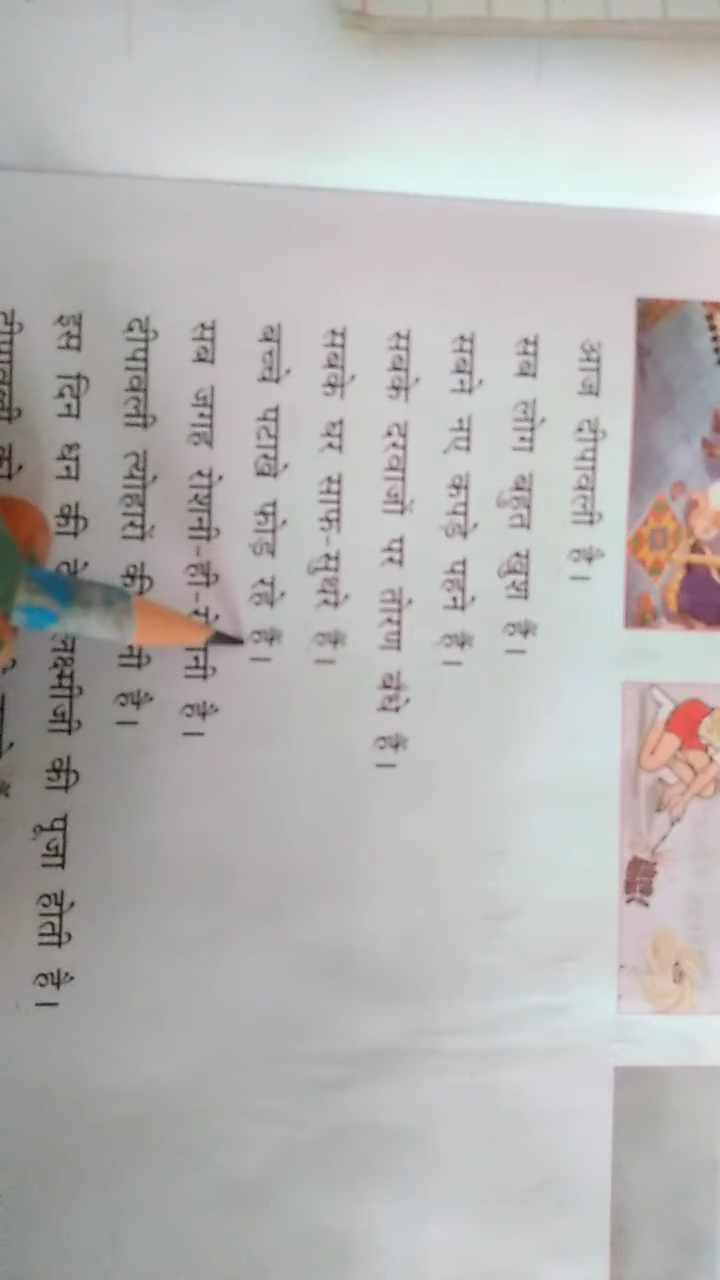 आज दीपावली है।
सब लोग बहुत खुश हैं।
सबने नए कपड़े पहने हैं।
सबके दरवाजों पर तोरण बंधे हैं।
सबके घर साफ-सुथरे हैं।
बच्चे पटाखे फोड़ रहे हैं।
सब जगह रोशनी-ही- है।
दीपावली त्योहारों की है।
इस दिन धन की लक्ष्मीजी की पूजा होती है।
दीपावली को